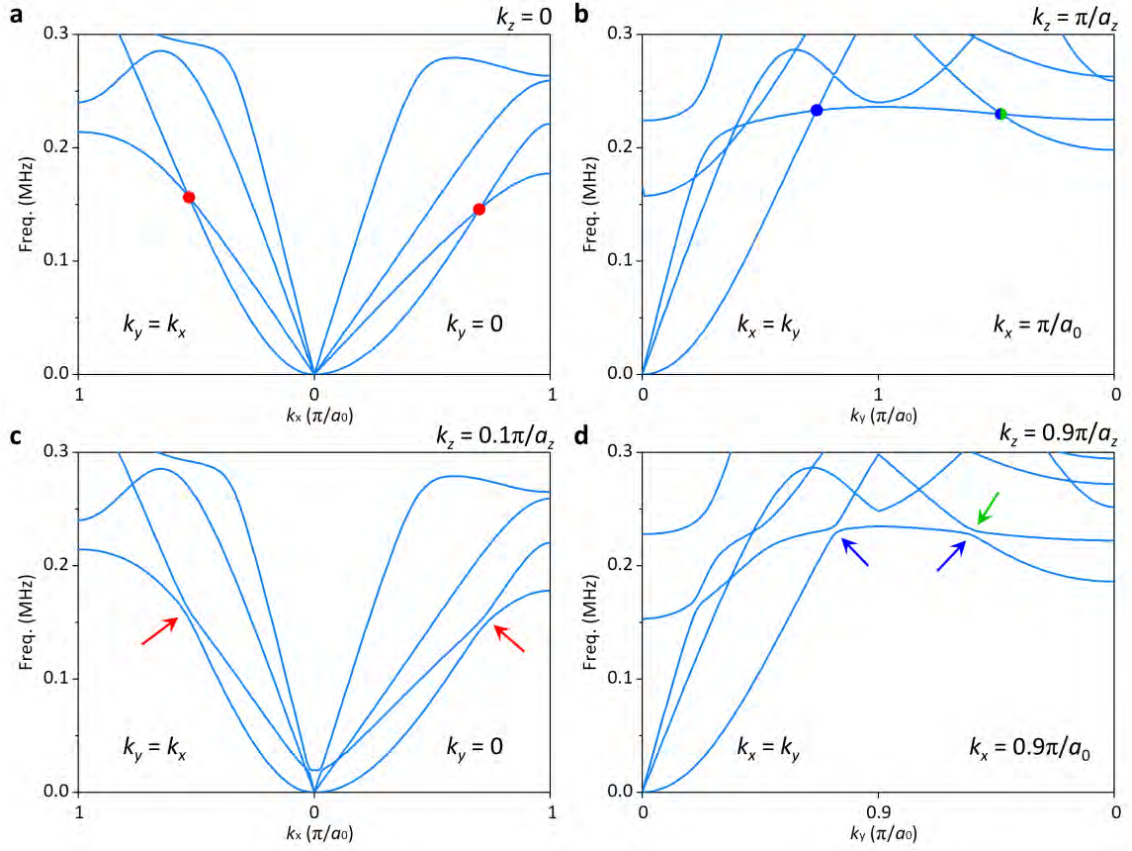 a
k_z = 0
0.3
0.2
0.1
0.0
Freq. (MHz)
k_y = k_x
k_y = 0
1
0
1
k_x (π/a_0)
b
k_z = π/a_z
0.3
0.2
0.1
0.0
Freq. (MHz)
k_x = k_y
k_x = π/a_0
0
1
0
k_y (π/a_0)
c
k_z = 0.1π/a_z
0.3
0.2
0.1
0.0
Freq. (MHz)
k_y = k_x
k_y = 0
1
0
1
k_x (π/a_0)
d
k_z = 0.9π/a_z
0.3
0.2
0.1
0.0
Freq. (MHz)
k_x = k_y
k_x = 0.9π/a_0
0
0.9
0
k_y (π/a_0)